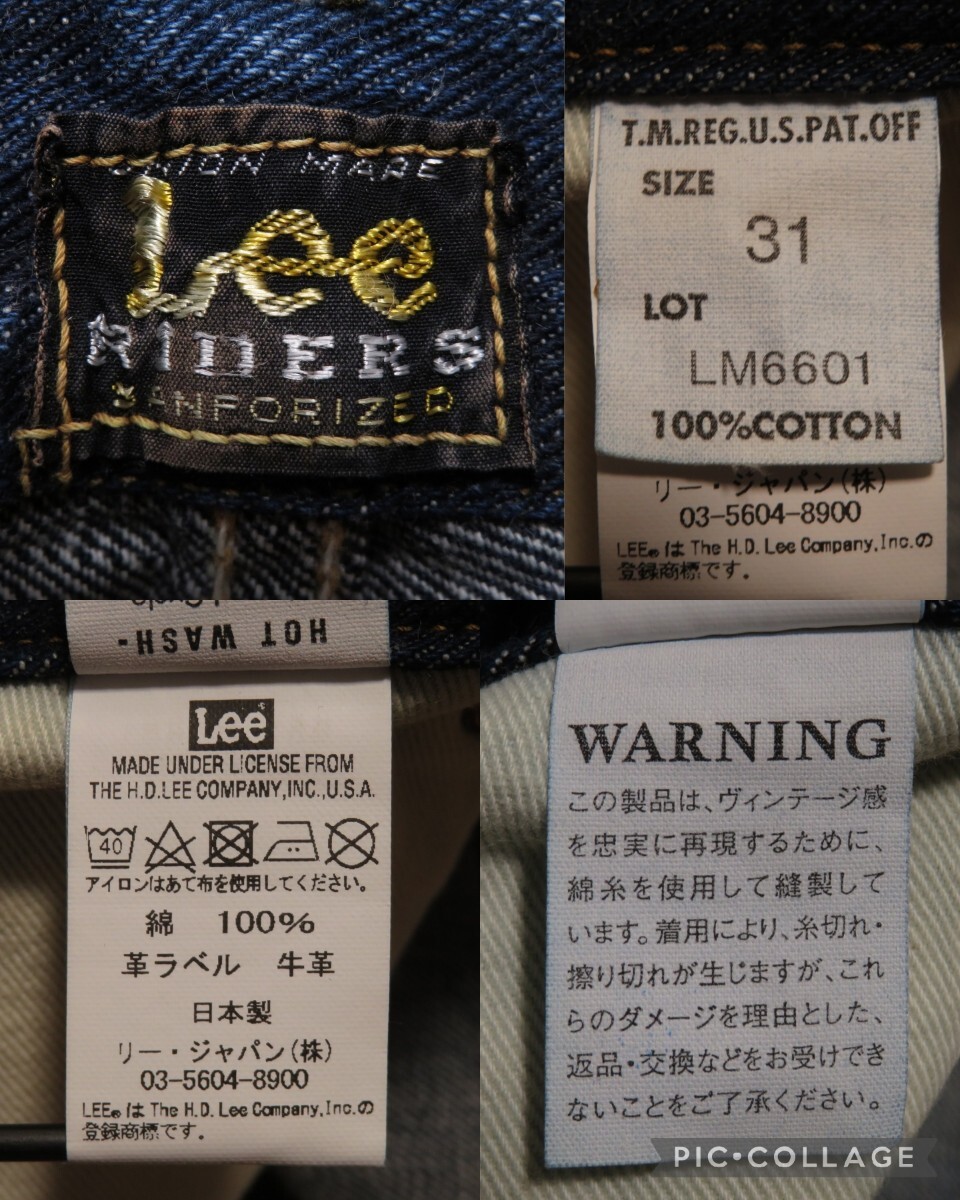 UNION MADE
Lee
RIDERS
SANFORIZED
T.M.REG.U.S.PAT.OFF
SIZE
31
LOT
LM6601
100%COTTON
リー・ジャパン(株)
03-5604-8900
LEE®は The H.D. Lee Company,Inc.の
登録商標です。
HOT WASH-
Lee
MADE UNDER LICENSE FROM
THE H.D.LEE COMPANY,INC.,U.S.A.
40
アイロンはあて布を使用してください。
綿 100%
革ラベル 牛革
日本製
リー・ジャパン(株)
03-5604-8900
LEE®は The H.D. Lee Company,Inc.の
登録商標です。
WARNING
この製品は、ヴィンテージ感
を忠実に再現するために、
綿糸を使用して縫製して
います。着用により、糸切れ・
擦り切れが生じますが、これ
らのダメージを理由とした、
返品・交換などをお受けでき
ないことをご了承ください。
PIC•COLLAGE